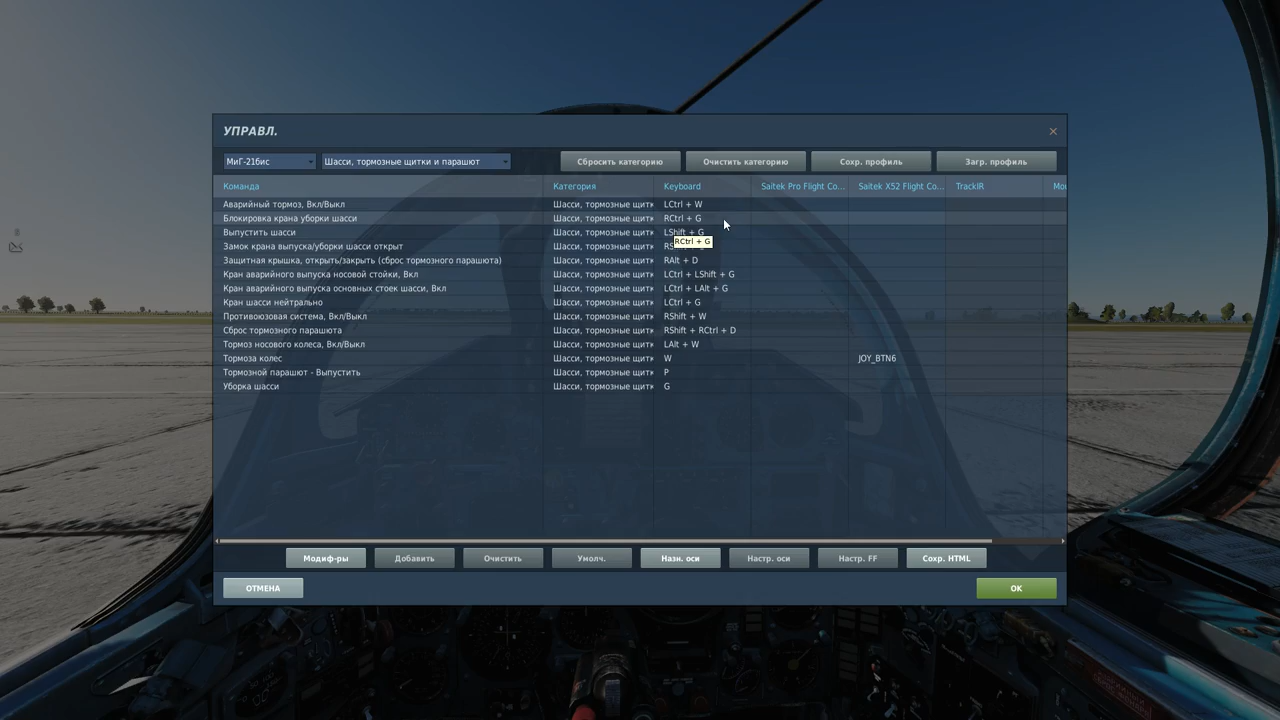 УПРАВЛ.
МиГ-21бис Шасси, тормозные щитки и парашют Сбросить категорию Очистить категорию Сохр. профиль Загр. профиль
Команда Категория Keyboard Saitek Pro Flight Co... Saitek X52 Flight Co... TrackIR
Аварийный тормоз, Вкл/Выкл Шасси, тормозные щитк LCtrl + W
Блокировка крана уборки шасси Шасси, тормозные щитк RCtrl + G
Выпустить шасси Шасси, тормозные щитк LShift + G
RCtrl + G
Замок крана выпуска/уборки шасси открыт Шасси, тормозные щитк
Защитная крышка, открыть/закрыть (сброс тормозного парашюта) Шасси, тормозные щитк RAlt + D
Кран аварийного выпуска носовой стойки, Вкл Шасси, тормозные щитк LCtrl + LShift + G
Кран аварийного выпуска основных стоек шасси, Вкл Шасси, тормозные щитк LCtrl + LAlt + G
Кран шасси нейтрально Шасси, тормозные щитк LCtrl + G
Противоюзовая система, Вкл/Выкл Шасси, тормозные щитк RShift + W
Сброс тормозного парашюта Шасси, тормозные щитк RShift + RCtrl + D
Тормоз носового колеса, Вкл/Выкл Шасси, тормозные щитк LAlt + W
Тормоза колес Шасси, тормозные щитк W JOY_BTN6
Тормозной парашют - Выпустить Шасси, тормозные щитк P
Уборка шасси Шасси, тормозные щитк G
Модиф-ры Добавить Очистить Умолч. Назн. оси Настр. оси Настр. FF Сохр. HTML
ОТМЕНА OK